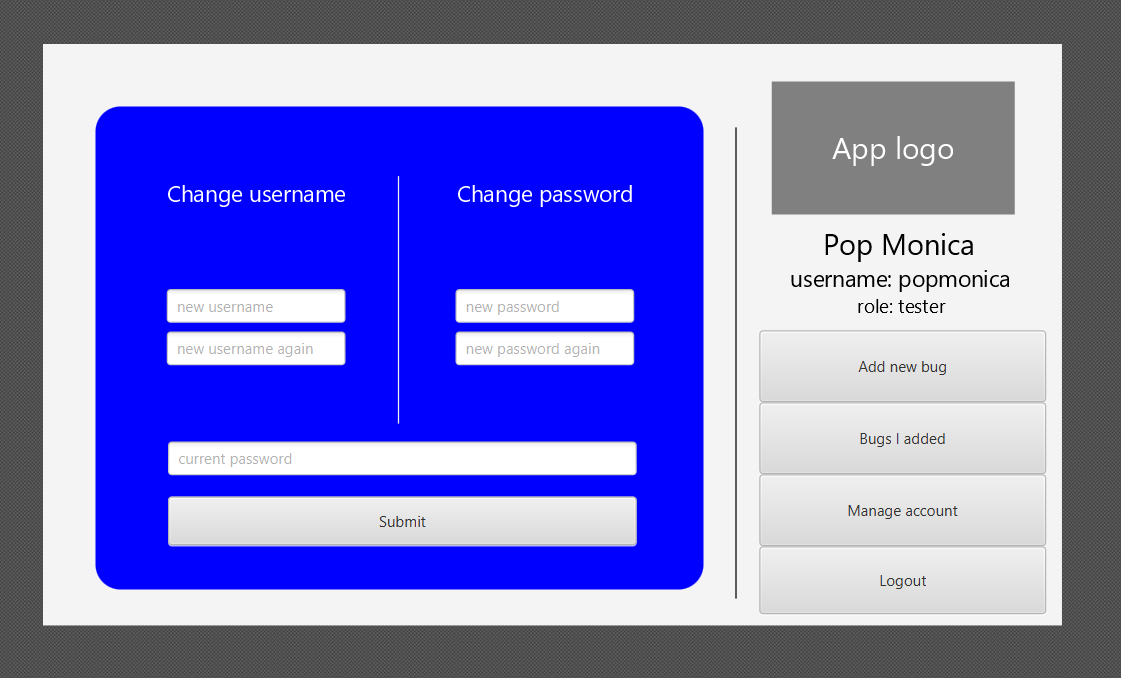 Change username
new username
new username again
Change password
new password
new password again
current password
Submit
App logo
Pop Monica
username: popmonica
role: tester
Add new bug
Bugs I added
Manage account
Logout